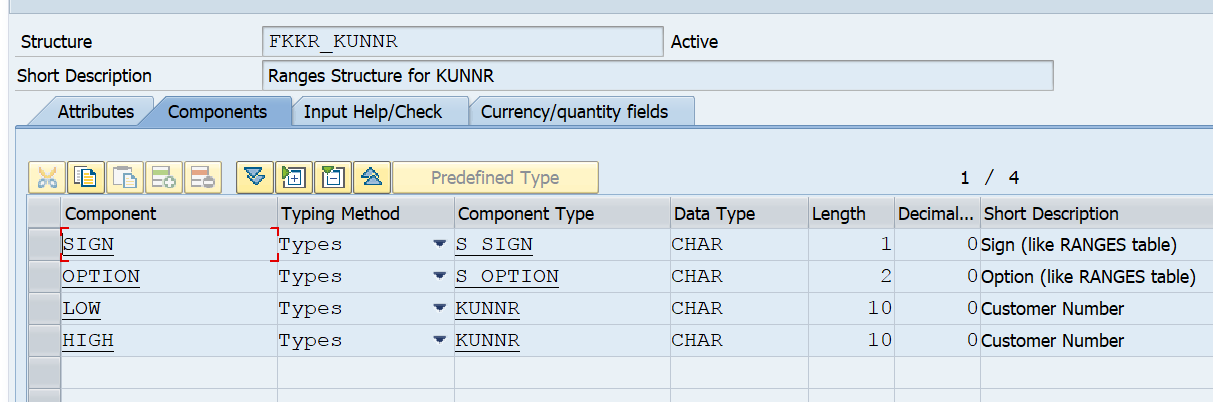 Structure FKKR_KUNNR Active
Short Description Ranges Structure for KUNNR
Attributes Components Input Help/Check Currency/quantity fields
Predefined Type 1 / 4
Component Typing Method Component Type Data Type Length Decimal... Short Description
SIGN Types S_SIGN CHAR 1 0 Sign (like RANGES table)
OPTION Types S_OPTION CHAR 2 0 Option (like RANGES table)
LOW Types KUNNR CHAR 10 0 Customer Number
HIGH Types KUNNR CHAR 10 0 Customer Number